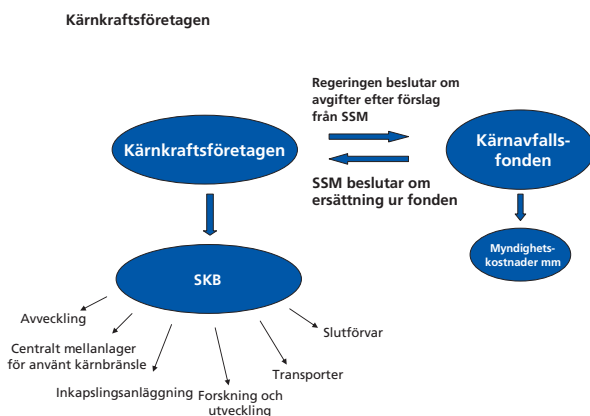 Kärnkraftsföretagen
Regeringen beslutar om
avgifter efter förslag
från SSM
Kärnkraftsföretagen
Kärnavfalls-
fonden
SSM beslutar om
ersättning ur fonden
Myndighets-
kostnader mm
SKB
Avveckling
Centralt mellanlager
för använt kärnbränsle
Inkapslingsanläggning
Forskning och
utveckling
Transporter
Slutförvar